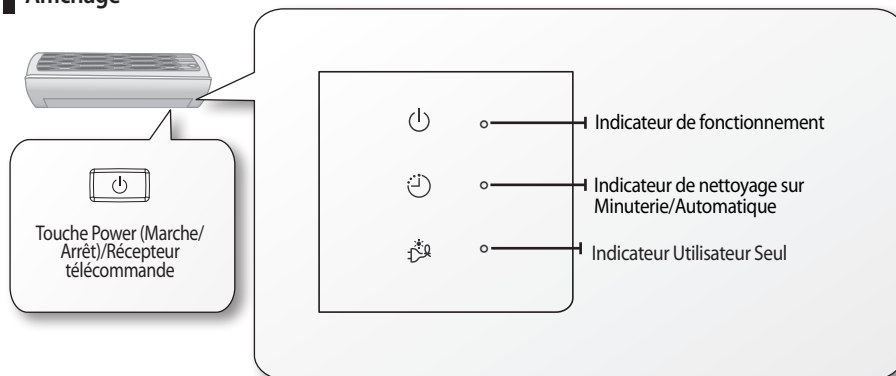 Affichage
Indicateur de fonctionnement
Indicateur de nettoyage sur
Minuterie/Automatique
Indicateur Utilisateur Seul
Touche Power (Marche/
Arrêt)/Récepteur
télécommande